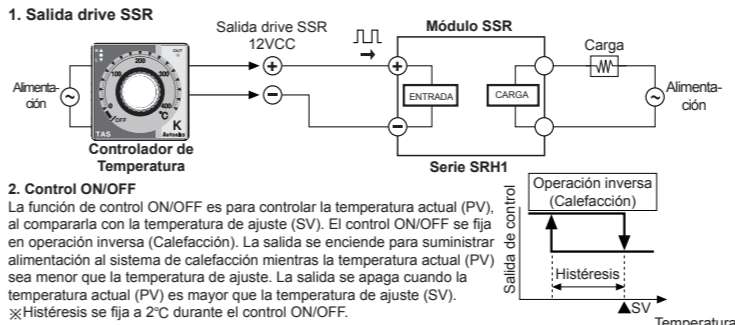 1. Salida drive SSR
Salida drive SSR
12VCC
Módulo SSR
Carga
Alimenta-
ción
OUT
0
100
200
300
400
OFF
℃
TAS
K
Autonics
+
-
+
-
ENTRADA
CARGA
Alimenta-
ción
Controlador de
Temperatura
Serie SRH1
2. Control ON/OFF
La función de control ON/OFF es para controlar la temperatura actual (PV),
al compararla con la temperatura de ajuste (SV). El control ON/OFF se fija
en operación inversa (Calefacción). La salida se enciende para suministrar
alimentación al sistema de calefacción mientras la temperatura actual (PV)
sea menor que la temperatura de ajuste. La salida se apaga cuando la
temperatura actual (PV) es mayor que la temperatura de ajuste (SV).
※Histéresis se fija a 2℃ durante el control ON/OFF.
Salida de control
Operación inversa
(Calefacción)
Histéresis
▲SV
Temperatura